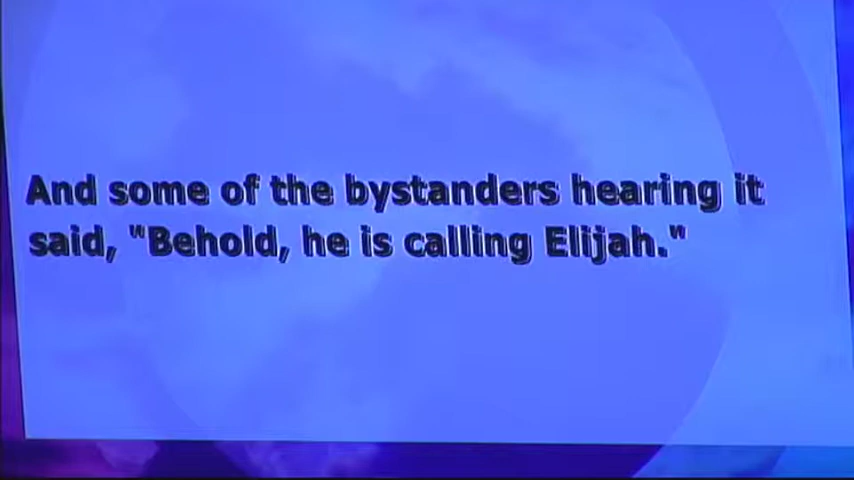 And some of the bystanders hearing it
said, "Behold, he is calling Elijah."